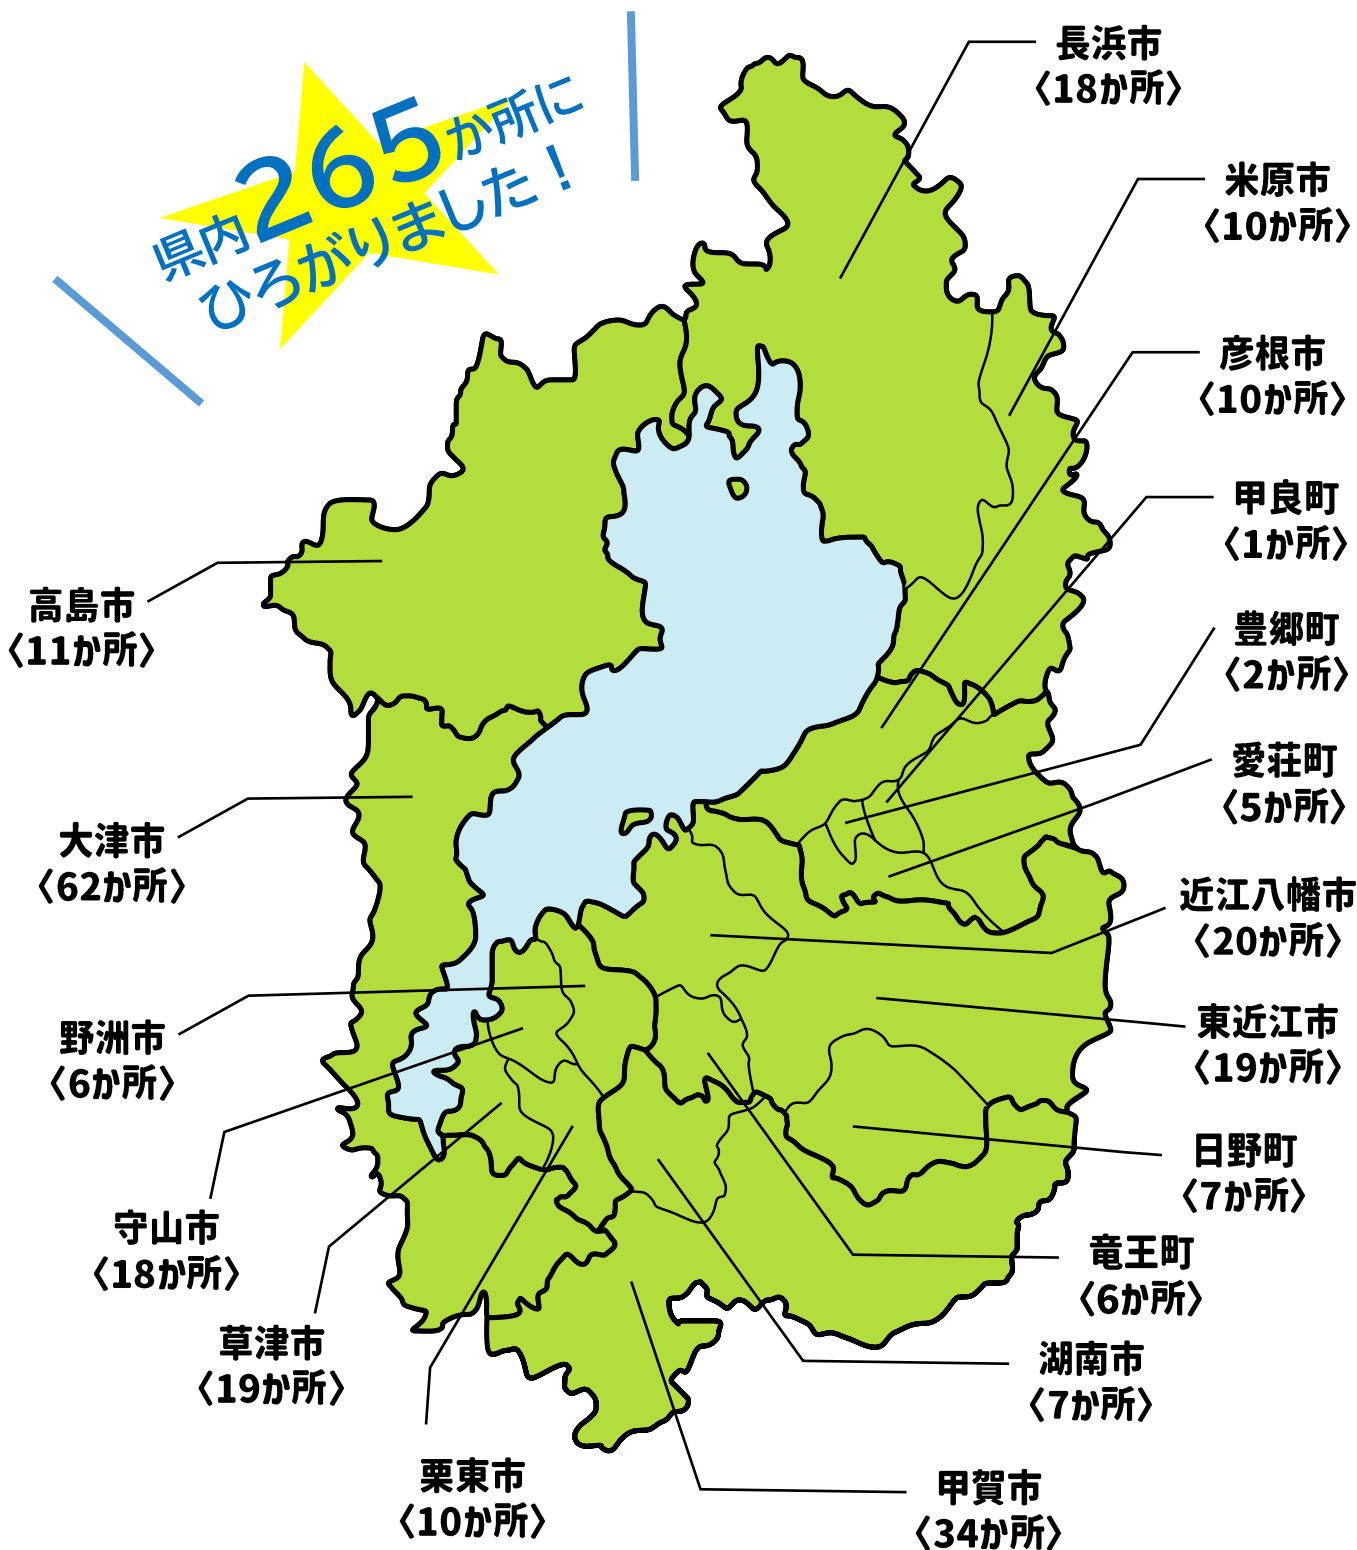 県内265か所に
ひろがりました！
長浜市
〈18か所〉
米原市
〈10か所〉
彦根市
〈10か所〉
甲良町
〈1か所〉
豊郷町
〈2か所〉
愛荘町
〈5か所〉
近江八幡市
〈20か所〉
東近江市
〈19か所〉
日野町
〈7か所〉
竜王町
〈6か所〉
湖南市
〈7か所〉
甲賀市
〈34か所〉
高島市
〈11か所〉
大津市
〈62か所〉
野洲市
〈6か所〉
守山市
〈18か所〉
草津市
〈19か所〉
栗東市
〈10か所〉